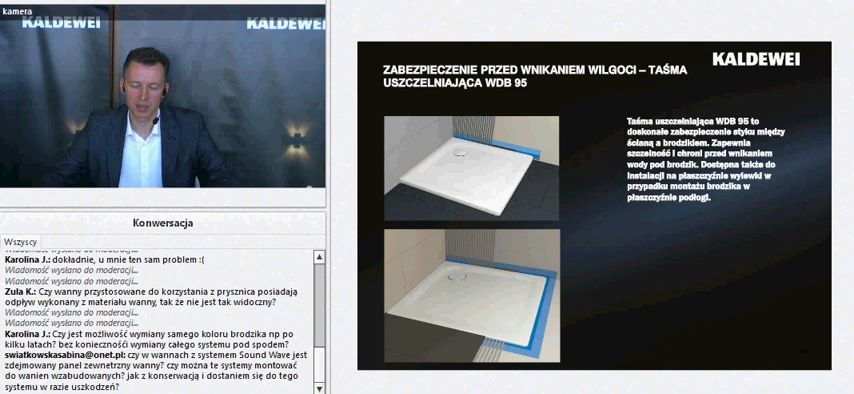 kamera
KALDEWEI
KALDEWEI
Konwersacja
Wszyscy
Wiadomość wysłano do moderacji...
Karolina J.: dokładnie, u mnie ten sam problem :(
Wiadomość wysłano do moderacji...
Wiadomość wysłano do moderacji...
Zula K.: Czy wanny przystosowane do korzystania z prysznica posiadają
odpływ wykonany z materiału wanny, tak że nie jest tak widoczny?
Wiadomość wysłano do moderacji...
Wiadomość wysłano do moderacji...
Karolina J.: Czy jest możliwość wymiany samego koloru brodzika np po
kilku latach? bez konieczności wymiany całego systemu pod spodem?
swiatkowskasabina@onet.pl: czy w wannach z systemem Sound Wave jest
zdejmowany panel zewnetrzny wanny? czy można te systemy montować
do wanien wzabudowanych? jak z konserwacją i dostaniem się do tego
systemu w razie uszkodzeń?
KALDEWEI
ZABEZPIECZENIE PRZED WNIKANIEM WILGOCI – TAŚMA
USZCZELNIAJĄCA WDB 95
Taśma uszczelniająca WDB 95 to
doskonałe zabezpieczenie styku między
ścianą a brodzikiem. Zapewnia
szczelność i chroni przed wnikaniem
wody pod brodzik. Dostępna także do
instalacji na płaszczyźnie wylewki w
przypadku montażu brodzika w
płaszczyźnie podłogi.